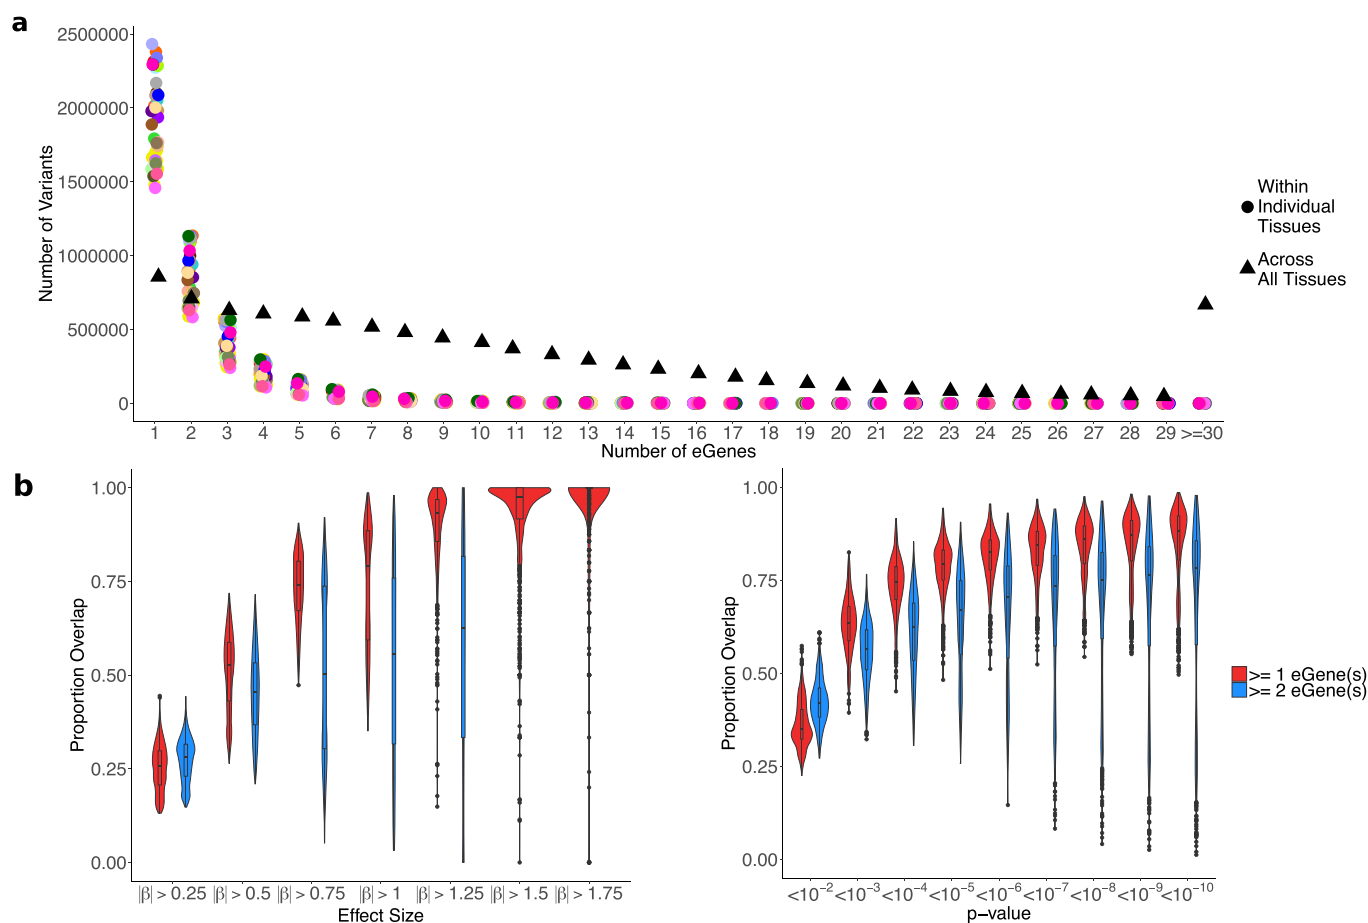 a
Number of Variants
2500000
2000000
1500000
1000000
500000
0
1 2 3 4 5 6 7 8 9 10 11 12 13 14 15 16 17 18 19 20 21 22 23 24 25 26 27 28 29 >=30
Number of eGenes
Within
Individual
Tissues
Across
All Tissues
b
Proportion Overlap
1.00
0.75
0.50
0.25
0.00
|β| > 0.25 |β| > 0.5 |β| > 0.75 |β| > 1 |β| > 1.25 |β| > 1.5 |β| > 1.75
Effect Size
Proportion Overlap
1.00
0.75
0.50
0.25
0.00
<10−2 <10−3 <10−4 <10−5 <10−6 <10−7 <10−8 <10−9 <10−10
p−value
>= 1 eGene(s)
>= 2 eGene(s)